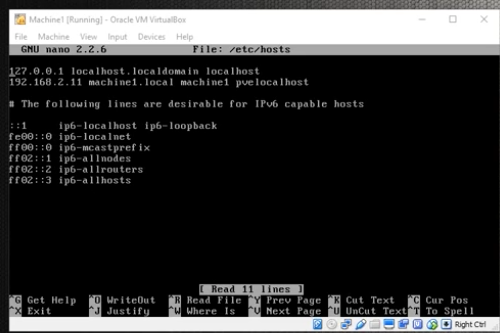 Machine1 [Running] - Oracle VM VirtualBox
File Machine View Input Devices Help
GNU nano 2.2.6 File: /etc/hosts
127.0.0.1 localhost.localdomain localhost
192.168.2.11 machine1.local machine1 pvelocalhost
# The following lines are desirable for IPv6 capable hosts
::1 ip6-localhost ip6-loopback
fe00::0 ip6-localnet
ff00::0 ip6-mcastprefix
ff02::1 ip6-allnodes
ff02::2 ip6-allrouters
ff02::3 ip6-allhosts
[ Read 11 lines ]
^G Get Help ^O WriteOut ^R Read File ^Y Prev Page ^K Cut Text ^C Cur Pos
^X Exit ^J Justify ^W Where Is ^V Next Page ^U UnCut Text ^T To Spell
Right Ctrl